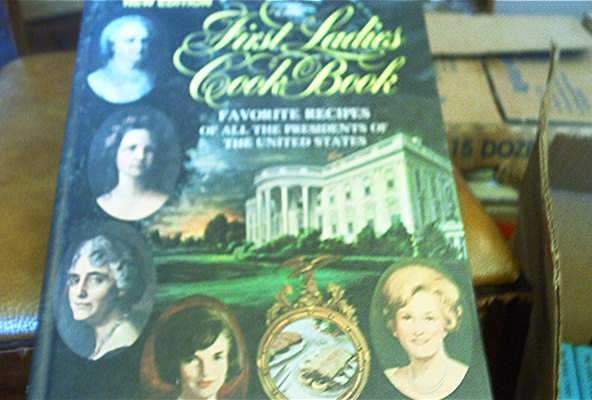 NEW EDITION
First Ladies
Cook Book
FAVORITE RECIPES
OF ALL THE PRESIDENTS OF
THE UNITED STATES
15 DOZ